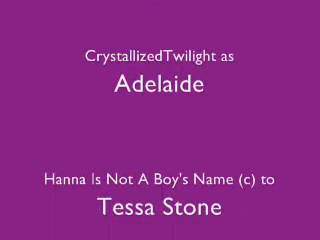 CrystallizedTwilight as
Adelaide
Hanna Is Not A Boy's Name (c) to
Tessa Stone